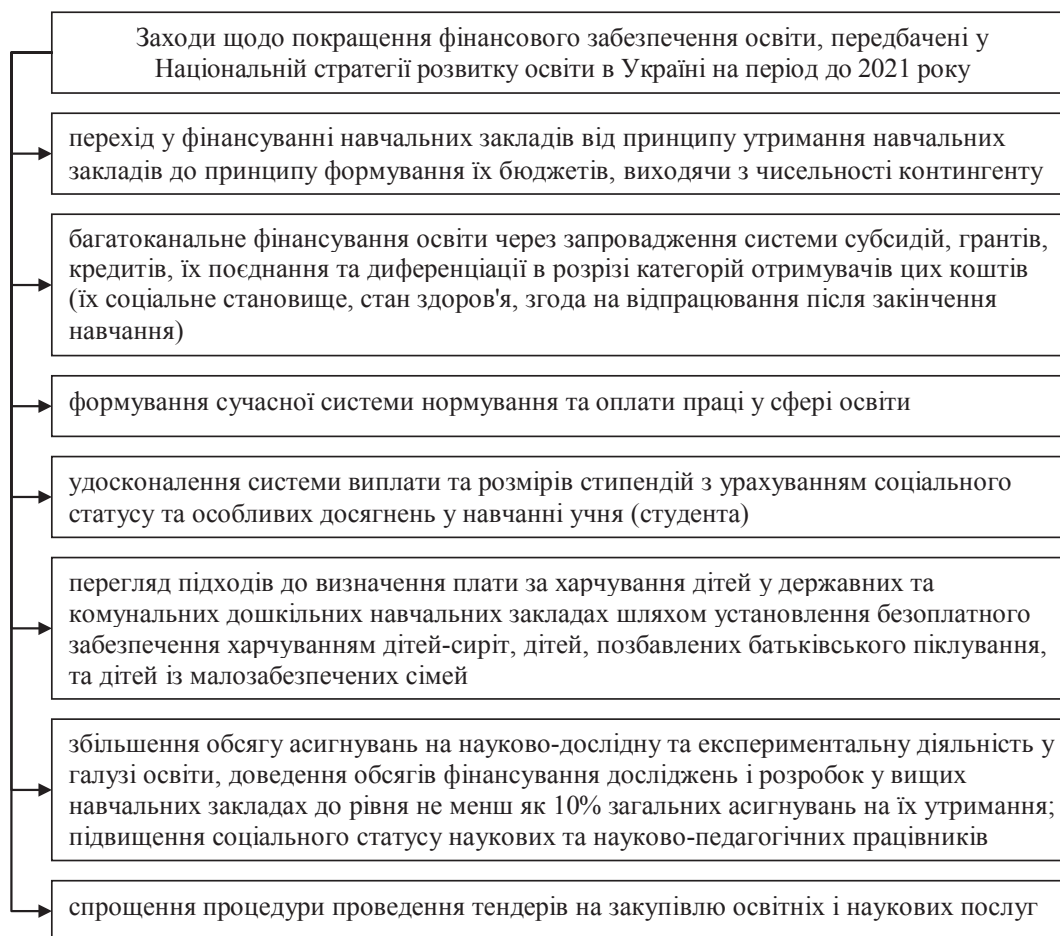 Заходи щодо покращення фінансового забезпечення освіти, передбачені у
Національній стратегії розвитку освіти в Україні на період до 2021 року
перехід у фінансуванні навчальних закладів від принципу утримання навчальних
закладів до принципу формування їх бюджетів, виходячи з чисельності контингенту
багатоканальне фінансування освіти через запровадження системи субсидій, грантів,
кредитів, їх поєднання та диференціації в розрізі категорій отримувачів цих коштів
(їх соціальне становище, стан здоров'я, згода на відпрацювання після закінчення
навчання)
формування сучасної системи нормування та оплати праці у сфері освіти
удосконалення системи виплати та розмірів стипендій з урахуванням соціального
статусу та особливих досягнень у навчанні учня (студента)
перегляд підходів до визначення плати за харчування дітей у державних та
комунальних дошкільних навчальних закладах шляхом установлення безоплатного
забезпечення харчуванням дітей-сиріт, дітей, позбавлених батьківського піклування,
та дітей із малозабезпечених сімей
збільшення обсягу асигнувань на науково-дослідну та експериментальну діяльність у
галузі освіти, доведення обсягів фінансування досліджень і розробок у вищих
навчальних закладах до рівня не менш як 10% загальних асигнувань на їх утримання;
підвищення соціального статусу наукових та науково-педагогічних працівників
спрощення процедури проведення тендерів на закупівлю освітніх і наукових послуг